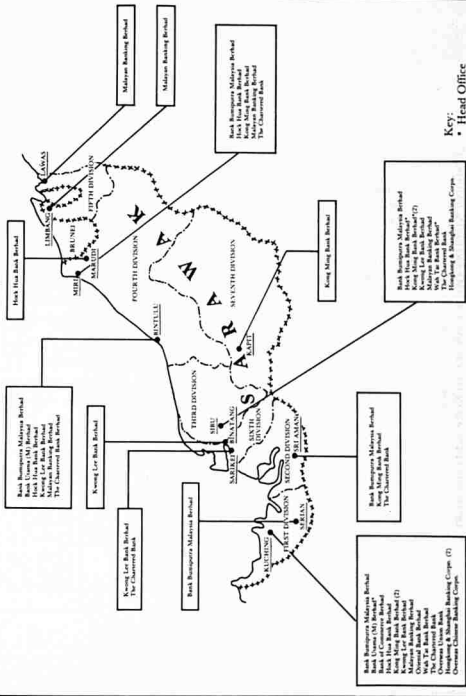 Malayan Banking Berhad
Malayan Banking Berhad
Bank Bumiputra Malaysia Berhad
Hock Hua Bank Berhad
Kong Ming Bank Berhad
Malayan Banking Berhad
The Chartered Bank
Key:
* Head Office
Hock Hua Bank Berhad
LAWAS
LIMBANG
FIFTH DIVISION
BRUNEI
MARUDI
MIRI
FOURTH DIVISION
SARAWAK
SEVENTH DIVISION
KAPIT
Kong Ming Bank Berhad
Bank Bumiputra Malaysia Berhad
Hock Hua Bank Berhad*
Kong Ming Bank Berhad*(2)
Kwong Lee Bank Berhad
Malayan Banking Berhad
Wah Tat Bank Berhad*
The Chartered Bank
Hongkong & Shanghai Banking Corpn.
BINTULU
Bank Bumiputra Malaysia Berhad
Bank Utama (M) Berhad
Hock Hua Bank Berhad
Kwong Lee Bank Berhad
Malayan Banking Berhad
The Chartered Bank Berhad
Kwong Lee Bank Berhad
THIRD DIVISION
SIBU
BINATANG
SARIKEI
SIXTH DIVISION
Kwong Lee Bank Berhad
The Chartered Bank
Bank Bumiputra Malaysia Berhad
SECOND DIVISION
SRI AMAN
Bank Bumiputra Malaysia Berhad
Kong Ming Bank Berhad
The Chartered Bank
KUCHING
FIRST DIVISION
SERIAN
Bank Bumiputra Malaysia Berhad
Bank Utama (M) Berhad*
Bank of Commerce Berhad
Hock Hua Bank Berhad
Kong Ming Bank Berhad (2)
Kwong Lee Bank Berhad
Malayan Banking Berhad
Oriental Bank Berhad
Wah Tat Bank Berhad
The Chartered Bank
Overseas Union Bank
Hongkong & Shanghai Banking Corpn. (2)
Overseas Chinese Banking Corpn.